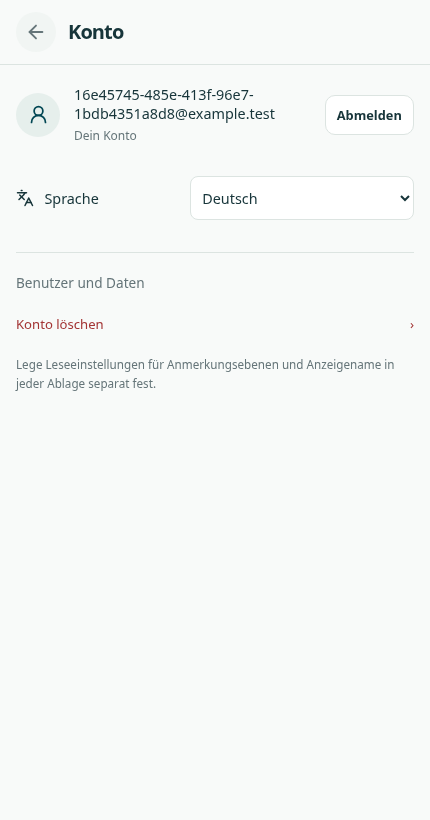 Konto
16e45745-485e-413f-96e7-
1bdb4351a8d8@example.test
Dein Konto
Abmelden
Sprache
Deutsch
Benutzer und Daten
Konto löschen
›
Lege Leseeinstellungen für Anmerkungsebenen und Anzeigename in
jeder Ablage separat fest.